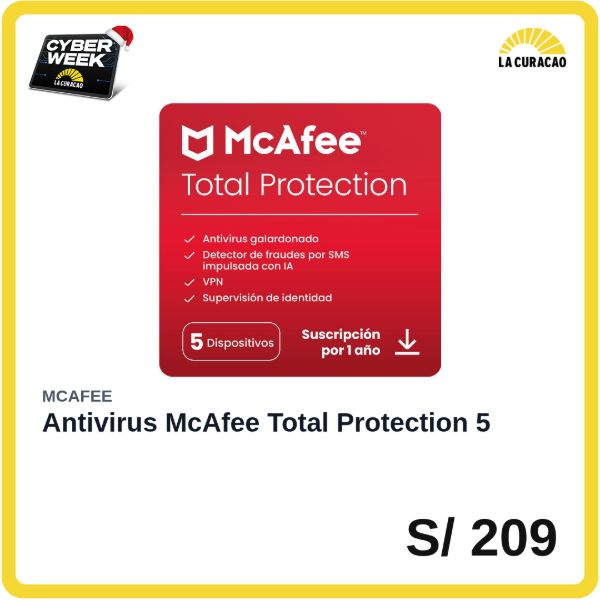 CYBER
WEEK
LA CURACAO
LA CURACAO
McAfee™
Total Protection
Antivirus galardonado
Detector de fraudes por SMS
impulsada con IA
VPN
Supervisión de identidad
5 Dispositivos
Suscripción
por 1 año
MCAFEE
Antivirus McAfee Total Protection 5
S/ 209